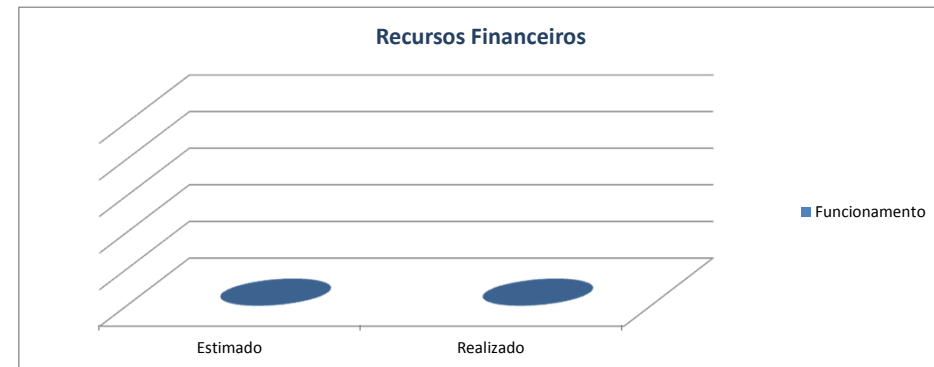 Recursos Financeiros
Funcionamento
Estimado
Realizado